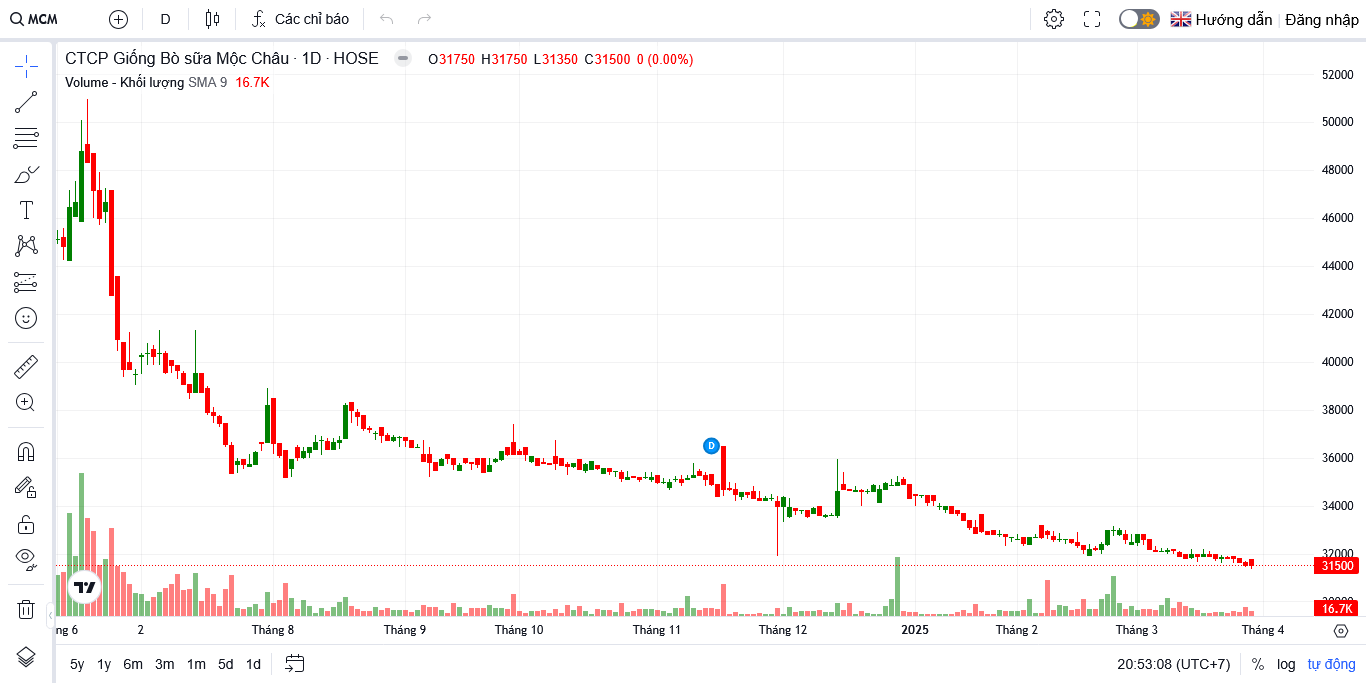 MCM D Các chỉ báo Hướng dẫn Đăng nhập
CTCP Giống Bò sữa Mộc Châu · 1D · HOSE O31750 H31750 L31350 C31500 0 (0.00%)
Volume - Khối lượng SMA 9 16.7K
52000
50000
48000
46000
44000
42000
40000
38000
36000
34000
32000
31500
30000
16.7K
D
ng 6 2 Tháng 8 Tháng 9 Tháng 10 Tháng 11 Tháng 12 2025 Tháng 2 Tháng 3 Tháng 4
5y 1y 6m 3m 1m 5d 1d 20:53:08 (UTC+7) % log tự động